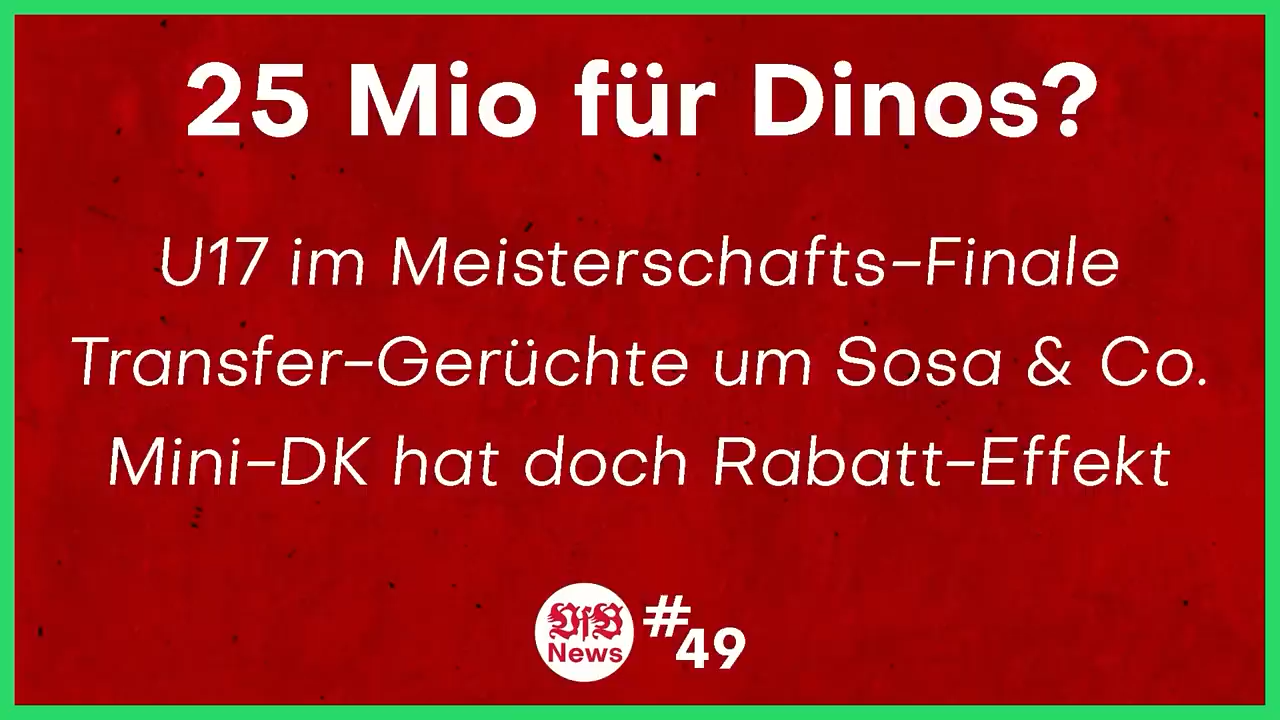 25 Mio für Dinos?
U17 im Meisterschafts-Finale
Transfer-Gerüchte um Sosa & Co.
Mini-DK hat doch Rabatt-Effekt
VfB
News
#49